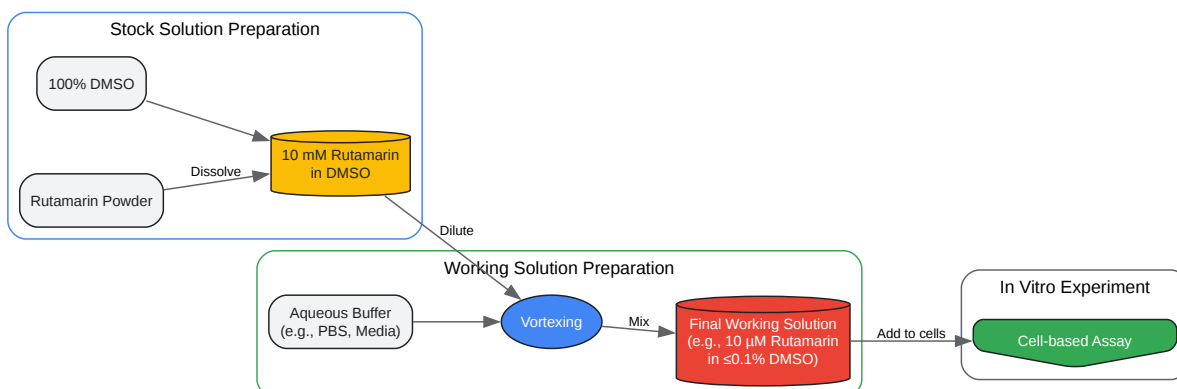 Stock Solution Preparation
100% DMSO
Rutamarin Powder
Dissolve
10 mM Rutamarin
in DMSO
Dilute
Working Solution Preparation
Aqueous Buffer
(e.g., PBS, Media)
Vortexing
Mix
Final Working Solution
(e.g., 10 µM Rutamarin
in ≤0.1% DMSO)
Add to cells
In Vitro Experiment
Cell-based Assay